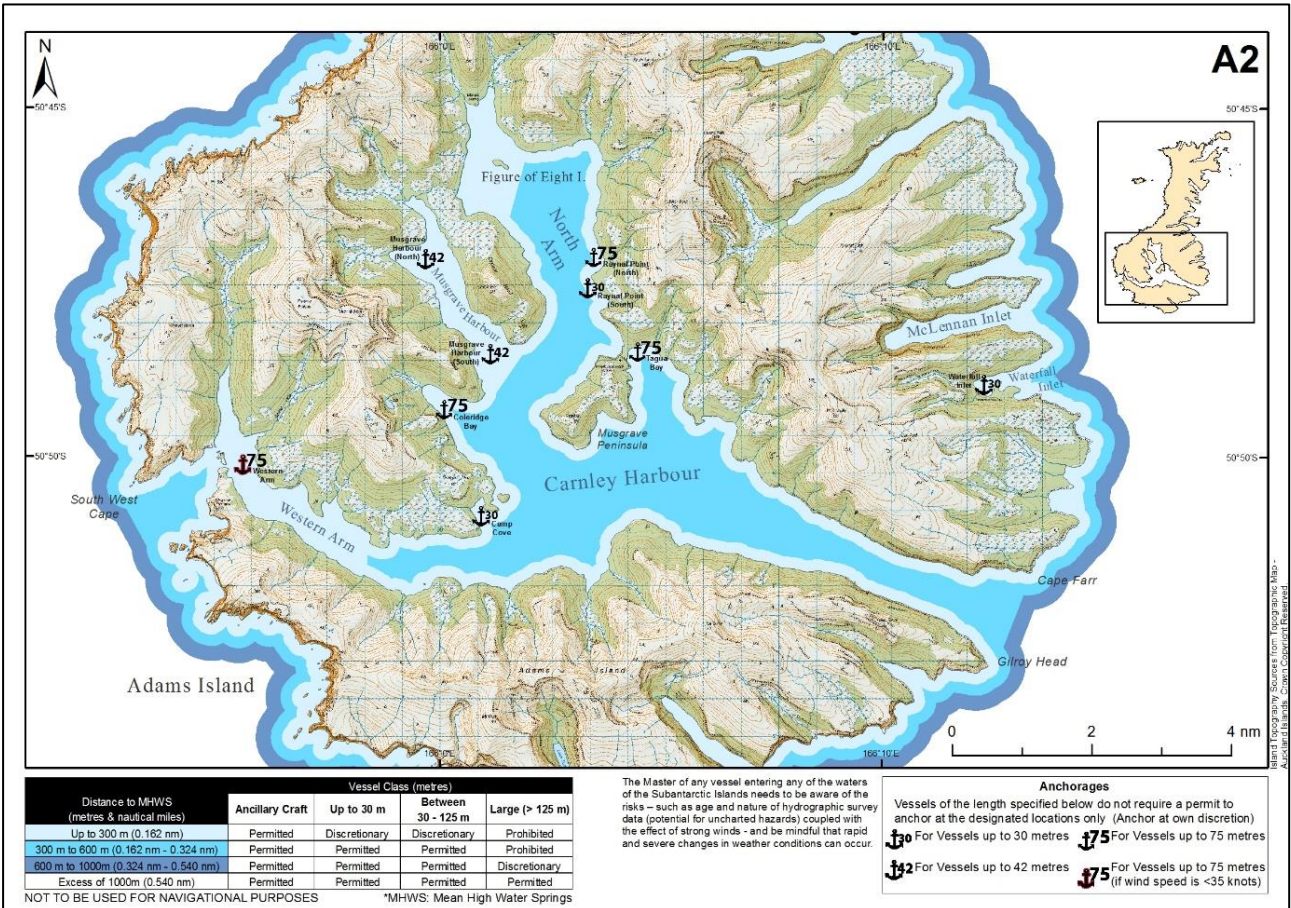 N
A2
166°0'E
166°10'E
50°45'S
50°45'S
Figure of Eight I.
North
Arm
Musgrave
Harbour
(North)
42
Musgrave Harbour
75
Raynal Point
(North)
30
Raynal Point
(South)
Musgrave
Harbour
(South)
42
75
Tagua
Bay
McLennan Inlet
Waterfall
Inlet
30
Waterfall
Inlet
75
Coleridge
Bay
Musgrave
Peninsula
50°50'S
50°50'S
75
Western
Arm
Carnley Harbour
South West
Cape
30
Camp
Cove
Western Arm
Cape Farr
Gilroy Head
Adams Island
Adams Island
0 2 4 nm
166°0'E
166°10'E
Island Topography Sources from Topographic Map -
Auckland Islands. Crown Copyright Reserved.
Distance to MHWS
(metres & nautical miles)
Vessel Class (metres)
Ancillary Craft Up to 30 m Between
30 - 125 m Large (> 125 m)
Up to 300 m (0.162 nm) Permitted Discretionary Discretionary Prohibited
300 m to 600 m (0.162 nm - 0.324 nm) Permitted Permitted Permitted Prohibited
600 m to 1000m (0.324 nm - 0.540 nm) Permitted Permitted Permitted Discretionary
Excess of 1000m (0.540 nm) Permitted Permitted Permitted Permitted
NOT TO BE USED FOR NAVIGATIONAL PURPOSES *MHWS: Mean High Water Springs
The Master of any vessel entering any of the waters
of the Subantarctic Islands needs to be aware of the
risks – such as age and nature of hydrographic survey
data (potential for uncharted hazards) coupled with
the effect of strong winds - and be mindful that rapid
and severe changes in weather conditions can occur.
Anchorages
Vessels of the length specified below do not require a permit to
anchor at the designated locations only (Anchor at own discretion)
30 For Vessels up to 30 metres
75 For Vessels up to 75 metres
42 For Vessels up to 42 metres
75 For Vessels up to 75 metres
(if wind speed is <35 knots)